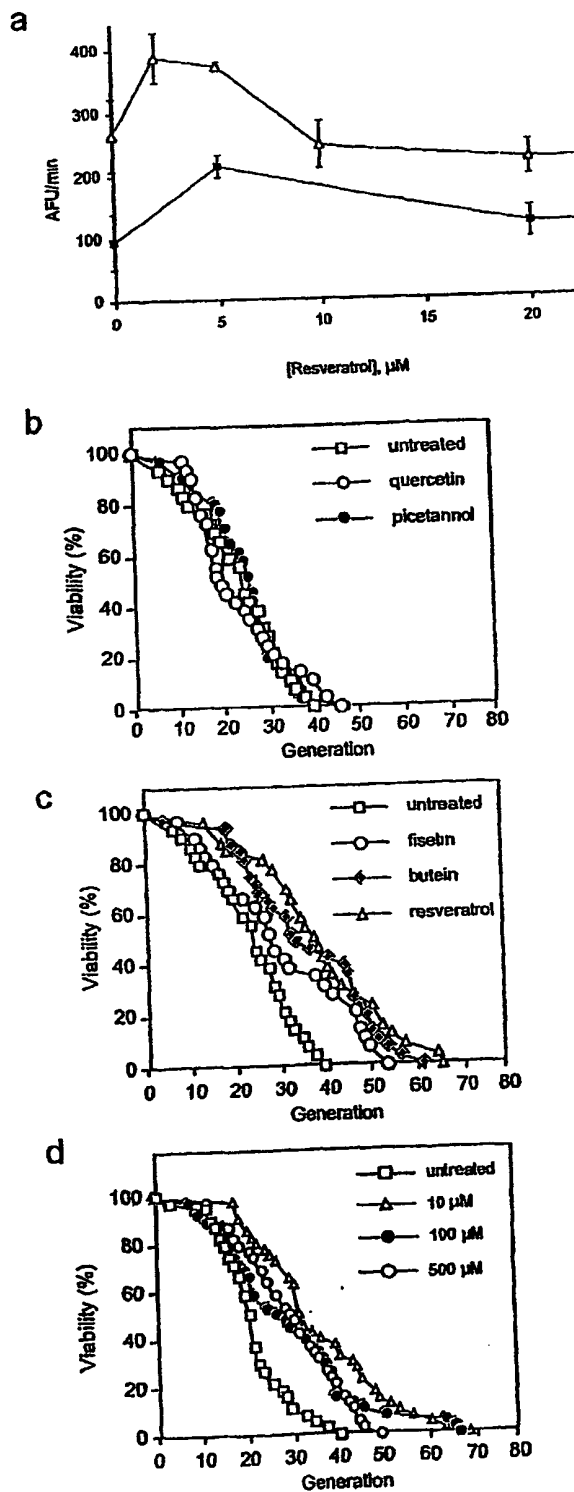 a
400
300
200
100
0
AFU/min
0 5 10 15 20
[Resveratrol], µM
b
untreated
quercetin
picetannol
100
80
60
40
20
0
Viability (%)
0 10 20 30 40 50 60 70 80
Generation
c
untreated
fisetin
butein
resveratrol
100
80
60
40
20
0
Viability (%)
0 10 20 30 40 50 60 70 80
Generation
d
untreated
10 µM
100 µM
500 µM
100
80
60
40
20
0
Viability (%)
0 10 20 30 40 50 60 70 80
Generation